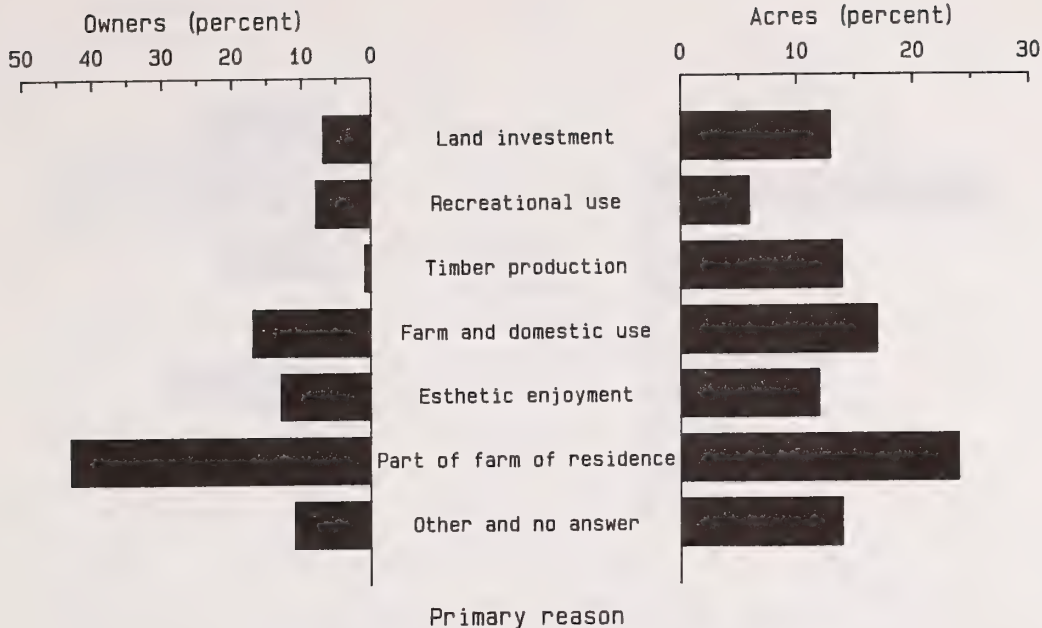 Owners (percent)
50 40 30 20 10 0
Acres (percent)
0 10 20 30
Land investment
Recreational use
Timber production
Farm and domestic use
Esthetic enjoyment
Part of farm of residence
Other and no answer
Primary reason